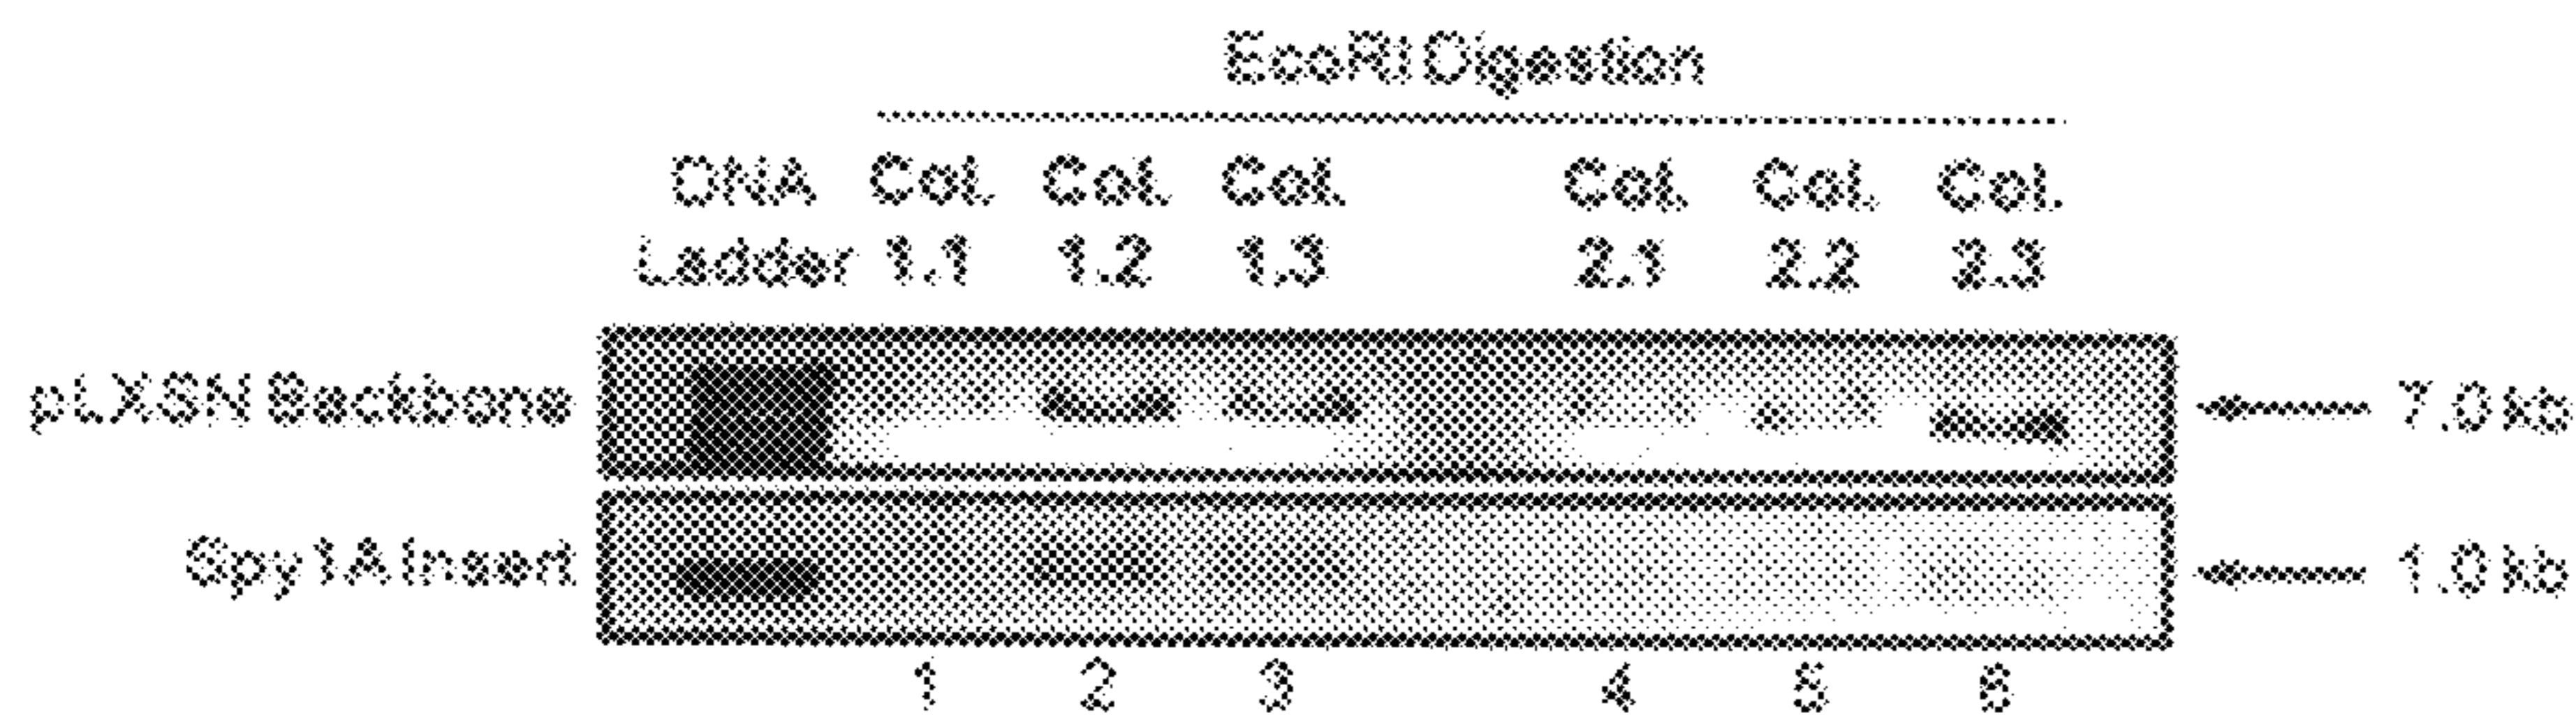 EcoRI Digestion
DNA Col. Col. Col. Col. Col. Col.
Ladder 1.1 1.2 1.3 2.1 2.2 2.3
pLXSN Backbone 7.0 kb
Spy1A Insert 1.0 kb
1 2 3 4 5 6